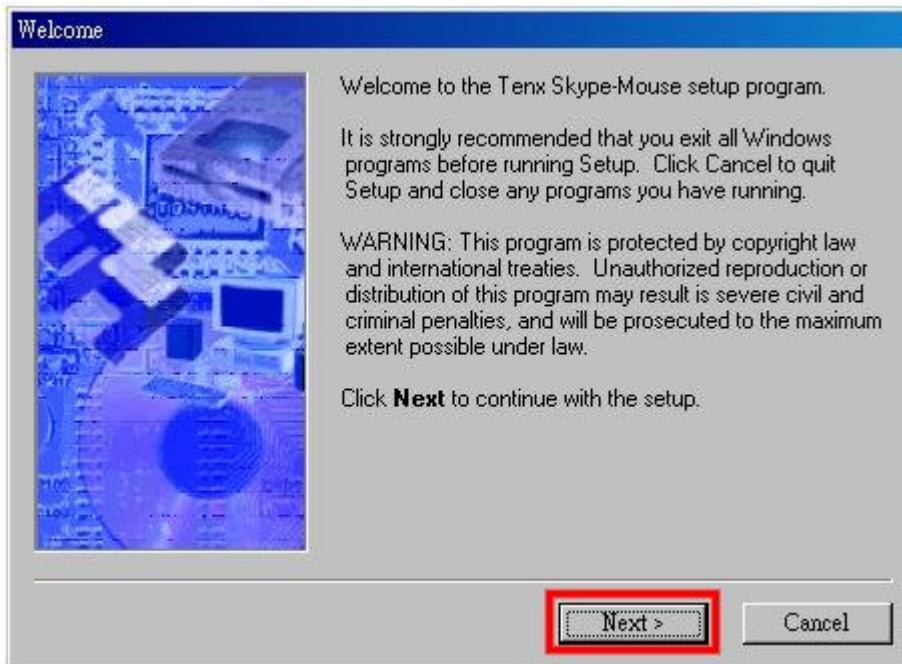 Welcome
Welcome to the Tenx Skype-Mouse setup program.
It is strongly recommended that you exit all Windows
programs before running Setup. Click Cancel to quit
Setup and close any programs you have running.
WARNING: This program is protected by copyright law
and international treaties. Unauthorized reproduction or
distribution of this program may result is severe civil and
criminal penalties, and will be prosecuted to the maximum
extent possible under law.
Click Next to continue with the setup.
Next >
Cancel